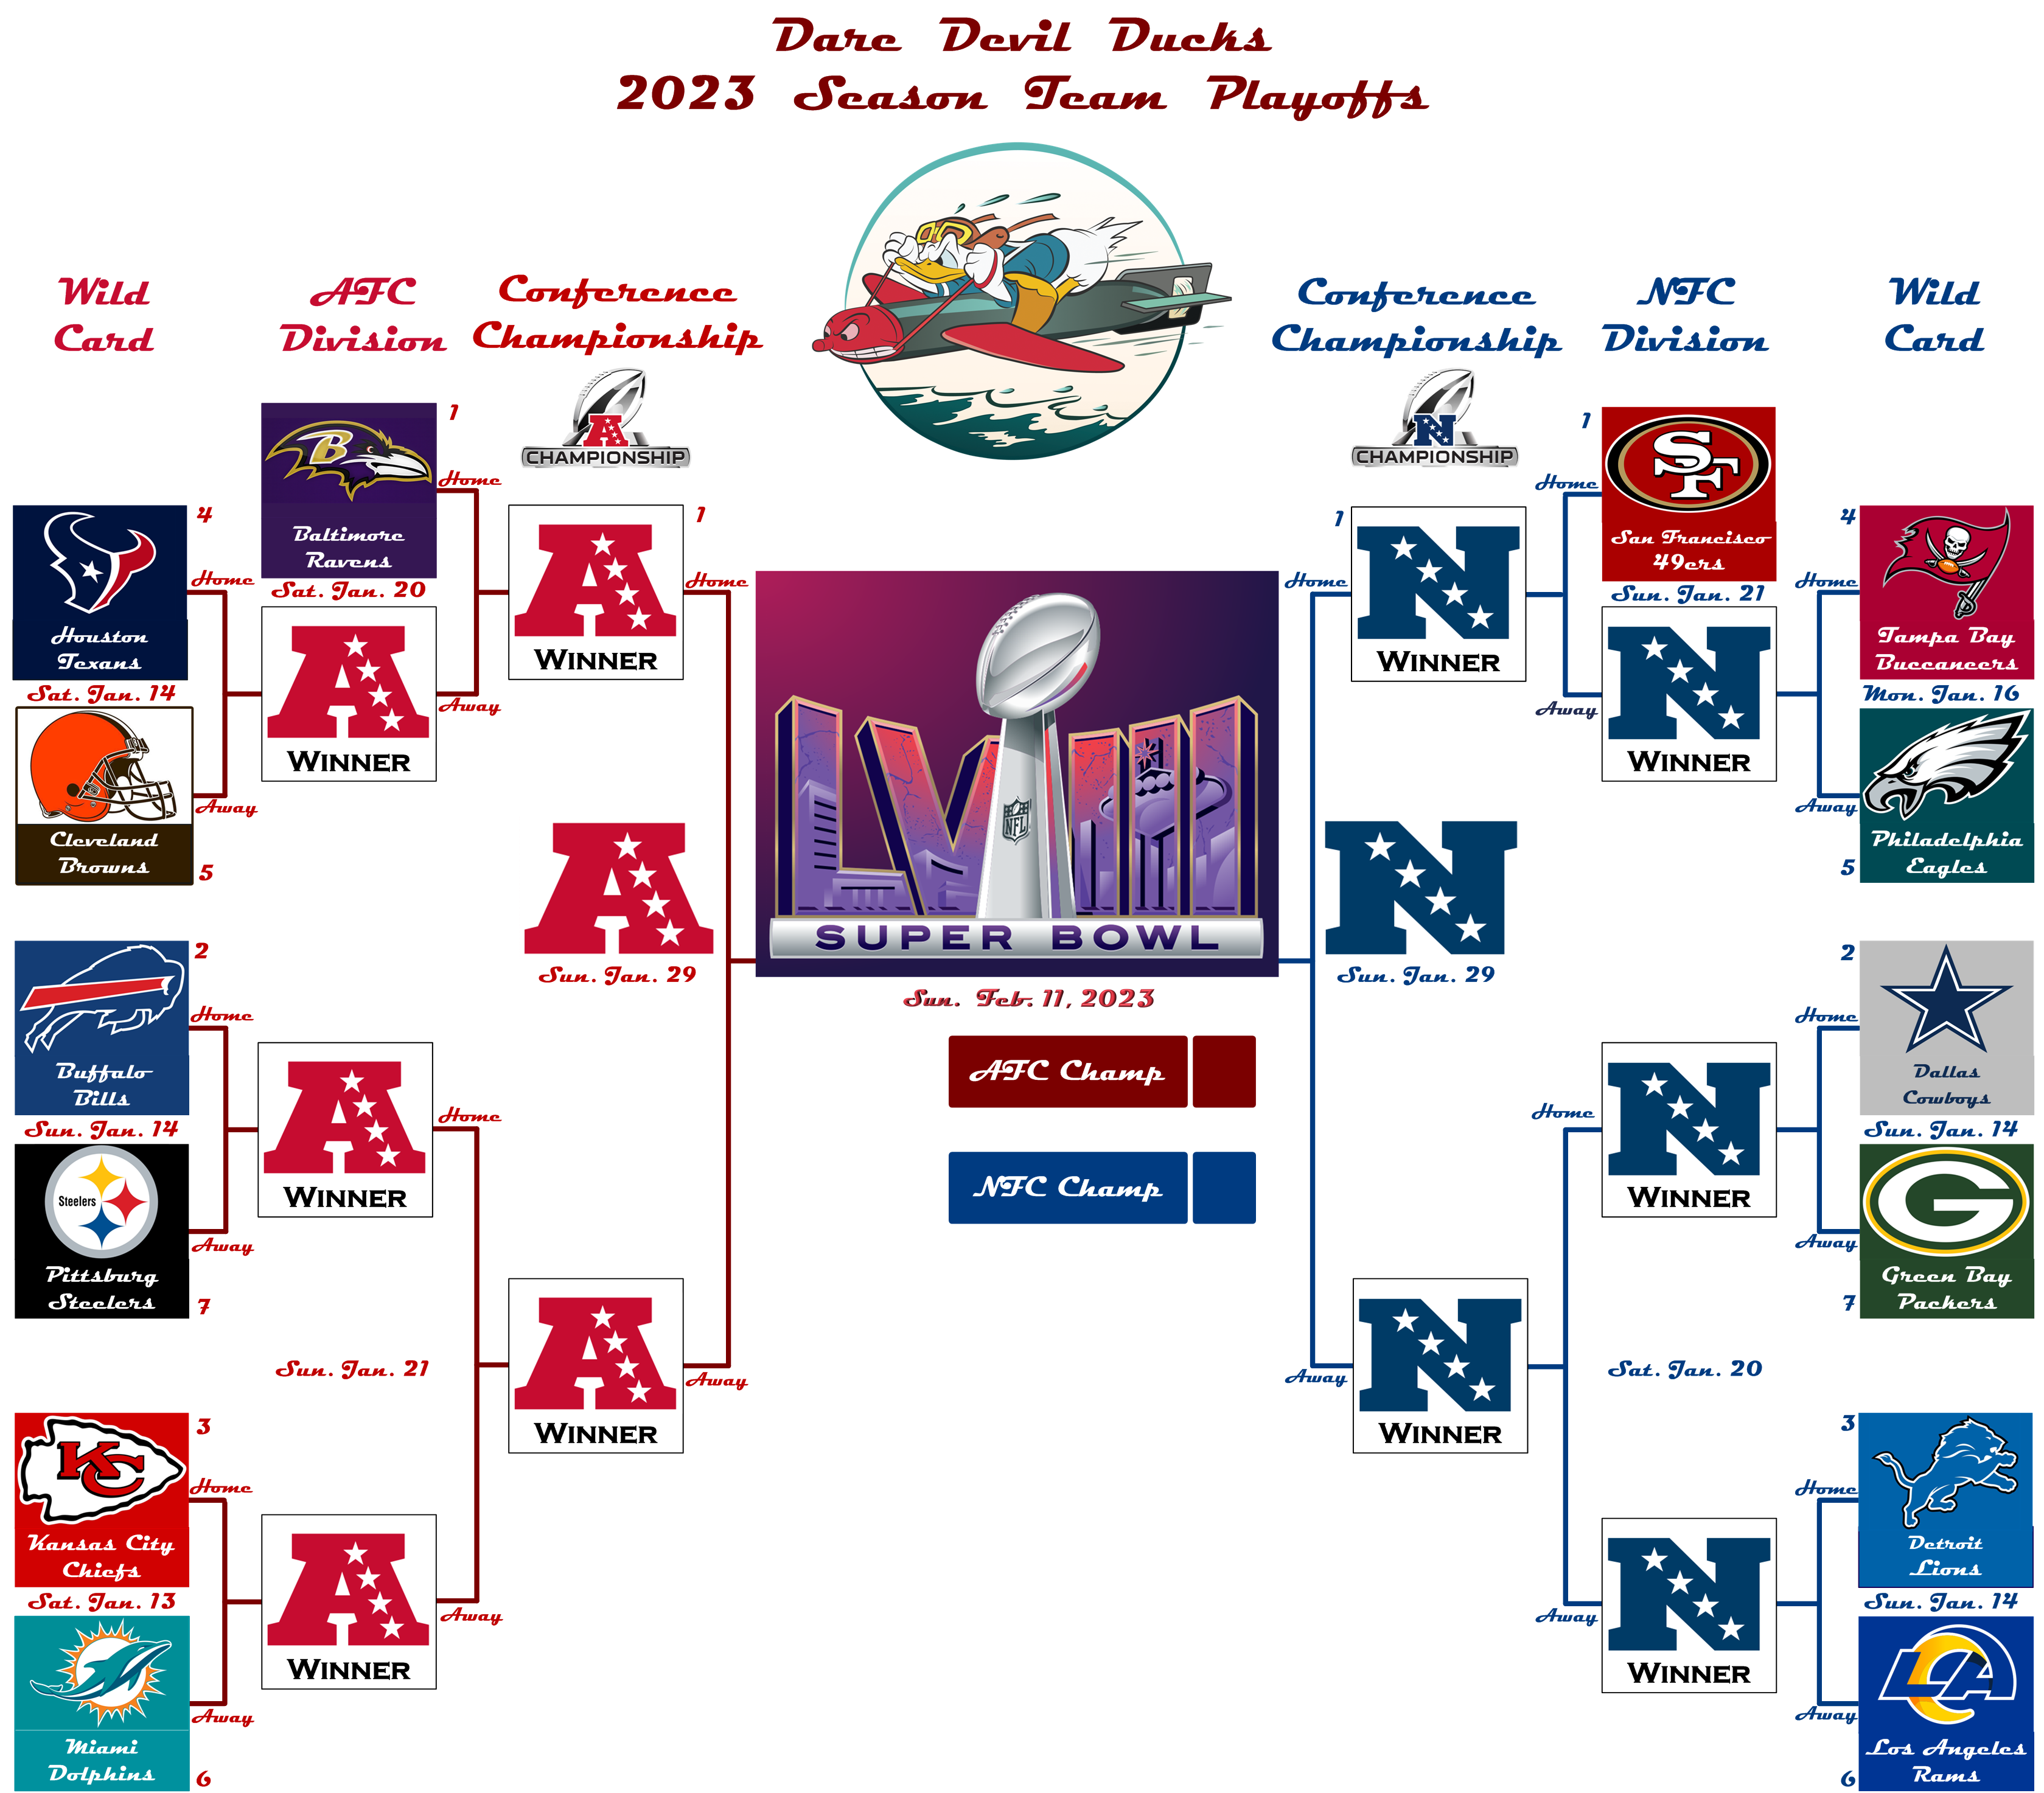 Dare Devil Ducks
2023 Season Team Playoffs
Wild
Card
AFC
Division
Conference
Championship
CHAMPIONSHIP
Conference
Championship
CHAMPIONSHIP
NFC
Division
Wild
Card
4
Houston
Texans
Home
Sat. Jan. 14
Cleveland
Browns
Away
5
2
Buffalo
Bills
Home
Sun. Jan. 14
Steelers
Pittsburg
Steelers
Away
7
3
KC
Kansas City
Chiefs
Home
Sat. Jan. 13
Miami
Dolphins
Away
6
1
B
Baltimore
Ravens
Home
Sat. Jan. 20
A
WINNER
Away
A
WINNER
Home
Sun. Jan. 21
A
WINNER
Away
1
A
WINNER
Home
A
Sun. Jan. 29
A
WINNER
Away
LVIII
NFL
SUPER BOWL
Sun. Feb. 11, 2023
AFC Champ
NFC Champ
1
N
WINNER
Home
N
Sun. Jan. 29
N
WINNER
Away
1
SF
San Francisco
49ers
Home
Sun. Jan. 21
N
WINNER
Away
N
WINNER
Home
Sat. Jan. 20
N
WINNER
Away
4
Tampa Bay
Buccaneers
Home
Mon. Jan. 16
Philadelphia
Eagles
Away
5
2
Dallas
Cowboys
Home
Sun. Jan. 14
G
Green Bay
Packers
Away
7
3
Detroit
Lions
Home
Sun. Jan. 14
LA
Los Angeles
Rams
Away
6